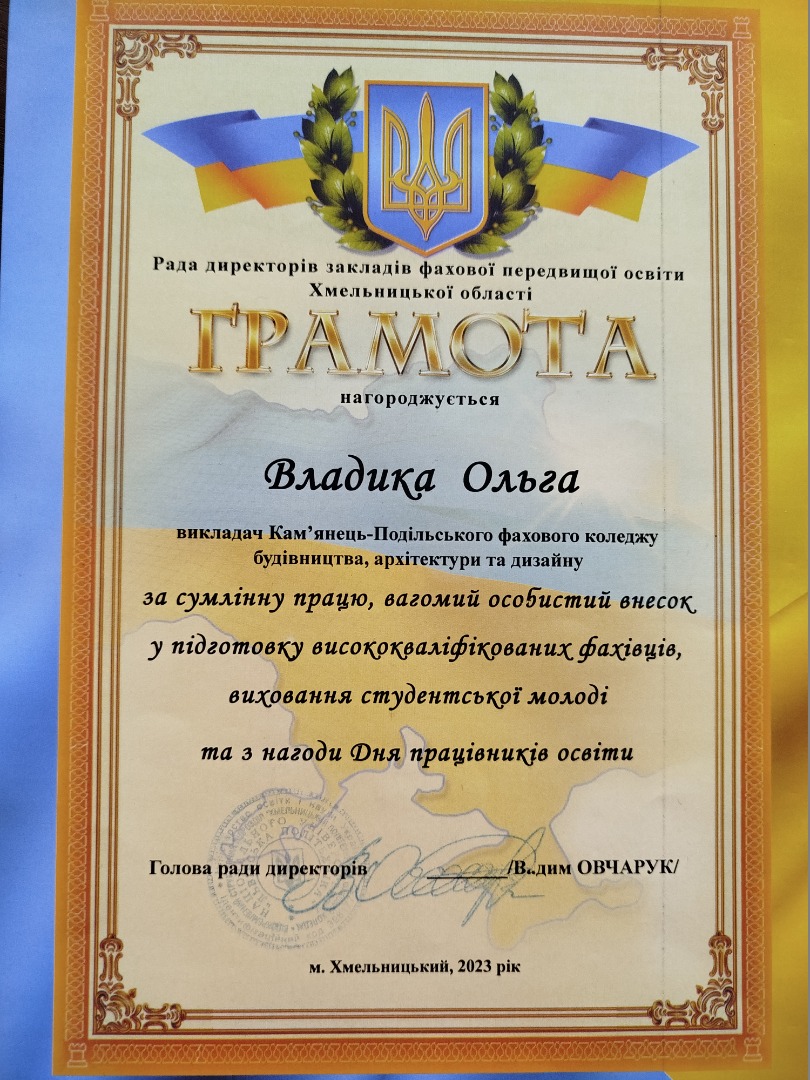 Рада директорів закладів фахової передвищої освіти
Хмельницької області
ГРАМОТА
нагороджується
Владика Ольга
викладач Кам’янець-Подільського фахового коледжу
будівництва, архітектури та дизайну
за сумлінну працю, вагомий особистий внесок
у підготовку висококваліфікованих фахівців,
виховання студентської молоді
та з нагоди Дня працівників освіти
Голова ради директорів ________/ ОВЧАРУК/
м. Хмельницький, 2023 рік